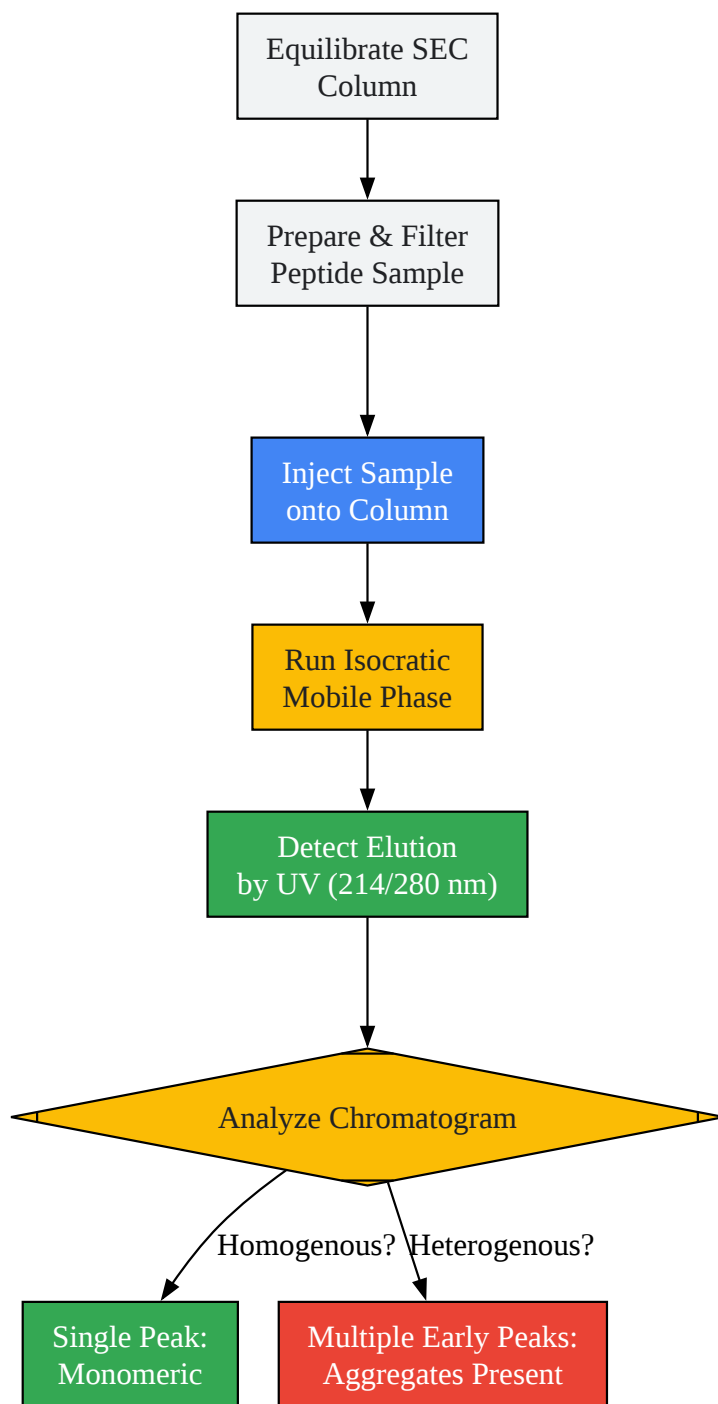 Equilibrate SEC
Column
Prepare & Filter
Peptide Sample
Inject Sample
onto Column
Run Isocratic
Mobile Phase
Detect Elution
by UV (214/280 nm)
Analyze Chromatogram
Homogenous?
Heterogenous?
Single Peak:
Monomeric
Multiple Early Peaks:
Aggregates Present